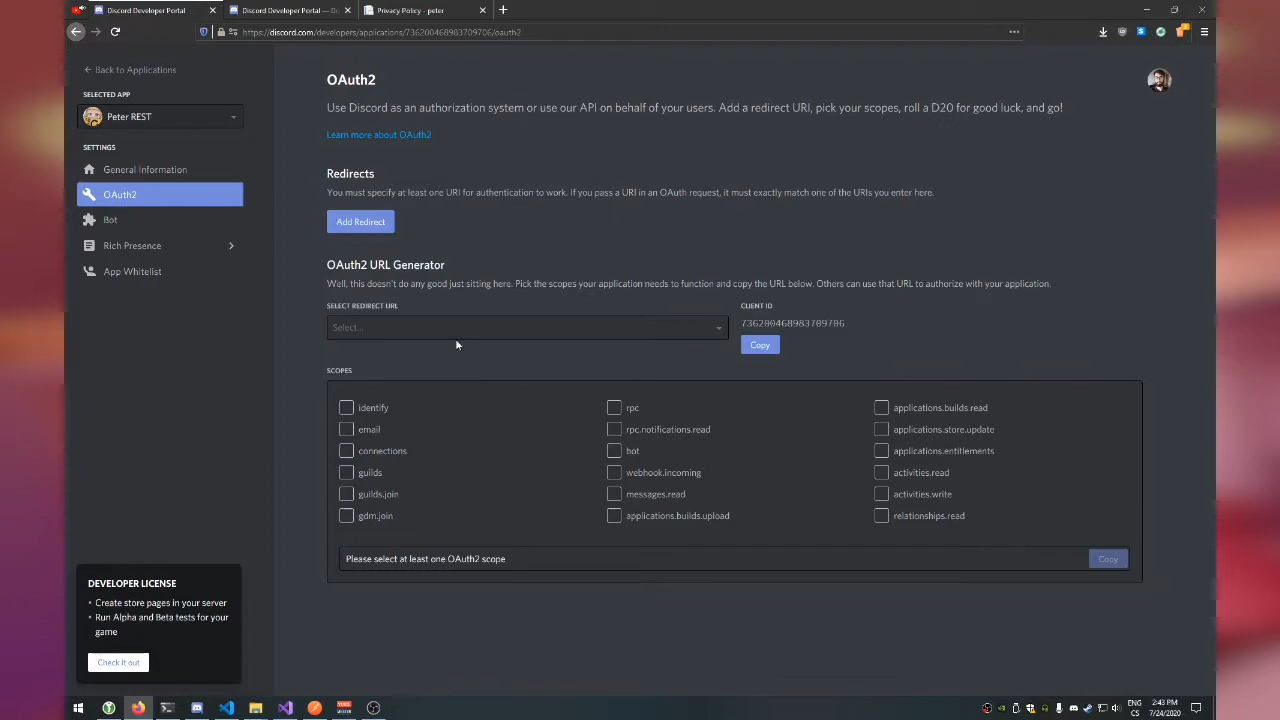 Discord Developer Portal
Discord Developer Portal — Do
Privacy Policy - peter
https://discord.com/developers/applications/736200468983709706/oauth2
Back to Applications
SELECTED APP
Peter REST
SETTINGS
General Information
OAuth2
Bot
Rich Presence
App Whitelist
DEVELOPER LICENSE
• Create store pages in your server
• Run Alpha and Beta tests for your
game
Check it out
OAuth2
Use Discord as an authorization system or use our API on behalf of your users. Add a redirect URI, pick your scopes, roll a D20 for good luck, and go!
Learn more about OAuth2
Redirects
You must specify at least one URI for authentication to work. If you pass a URI in an OAuth request, it must exactly match one of the URIs you enter here.
Add Redirect
OAuth2 URL Generator
Well, this doesn't do any good just sitting here. Pick the scopes your application needs to function and copy the URL below. Others can use that URL to authorize with your application.
SELECT REDIRECT URL
Select...
CLIENT ID
736200468983709706
Copy
SCOPES
identify
email
connections
guilds
guilds.join
gdm.join
rpc
rpc.notifications.read
bot
webhook.incoming
messages.read
applications.builds.upload
applications.builds.read
applications.store.update
applications.entitlements
activities.read
activities.write
relationships.read
Please select at least one OAuth2 scope
Copy
ENG
CS
2:43 PM
7/24/2020